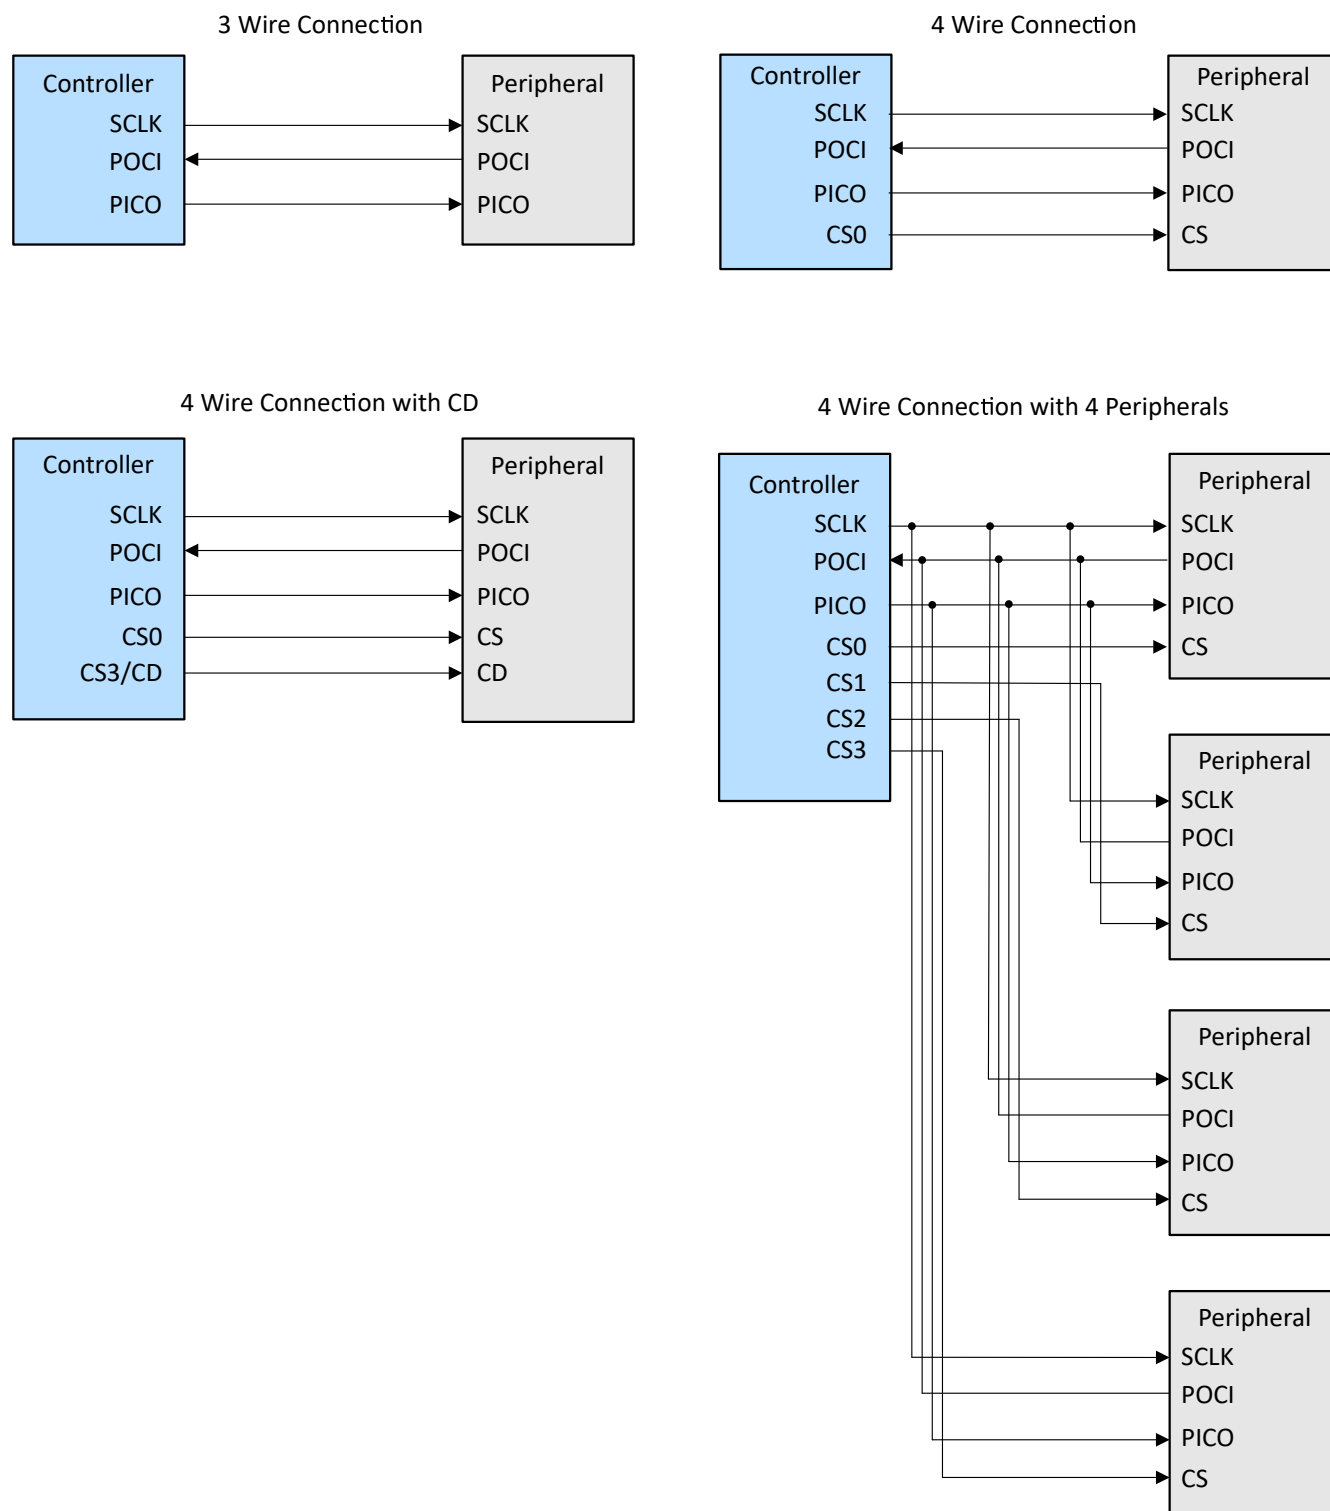 3 Wire Connection
Controller
SCLK
POCI
PICO
Peripheral
SCLK
POCI
PICO
4 Wire Connection
Controller
SCLK
POCI
PICO
CS0
Peripheral
SCLK
POCI
PICO
CS
4 Wire Connection with CD
Controller
SCLK
POCI
PICO
CS0
CS3/CD
Peripheral
SCLK
POCI
PICO
CS
CD
4 Wire Connection with 4 Peripherals
Controller
SCLK
POCI
PICO
CS0
CS1
CS2
CS3
Peripheral
SCLK
POCI
PICO
CS
Peripheral
SCLK
POCI
PICO
CS
Peripheral
SCLK
POCI
PICO
CS
Peripheral
SCLK
POCI
PICO
CS